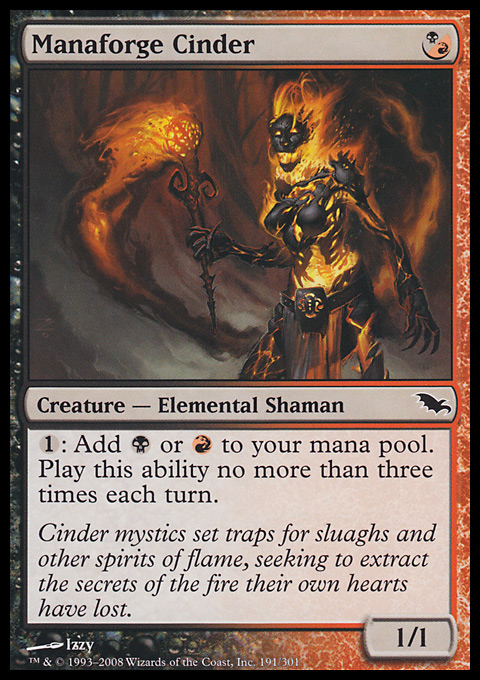 Manaforge Cinder
Creature — Elemental Shaman
1: Add or to your mana pool.
Play this ability no more than three
times each turn.
Cinder mystics set traps for sluaghs and
other spirits of flame, seeking to extract
the secrets of the fire their own hearts
have lost.
Izzy
1/1
™ & © 1993–2008 Wizards of the Coast, Inc. 191/301